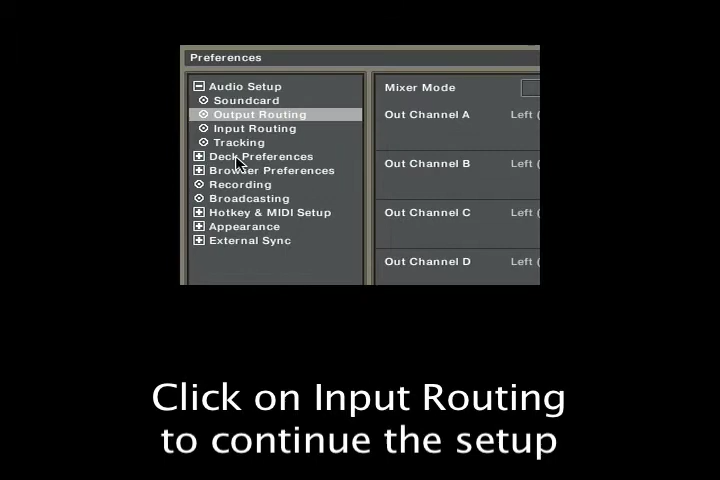 Preferences
Audio Setup
Soundcard
Output Routing
Input Routing
Tracking
Deck Preferences
Browser Preferences
Recording
Broadcasting
Hotkey & MIDI Setup
Appearance
External Sync
Mixer Mode
Out Channel A Left (
Out Channel B Left (
Out Channel C Left (
Out Channel D Left (
Click on Input Routing
to continue the setup